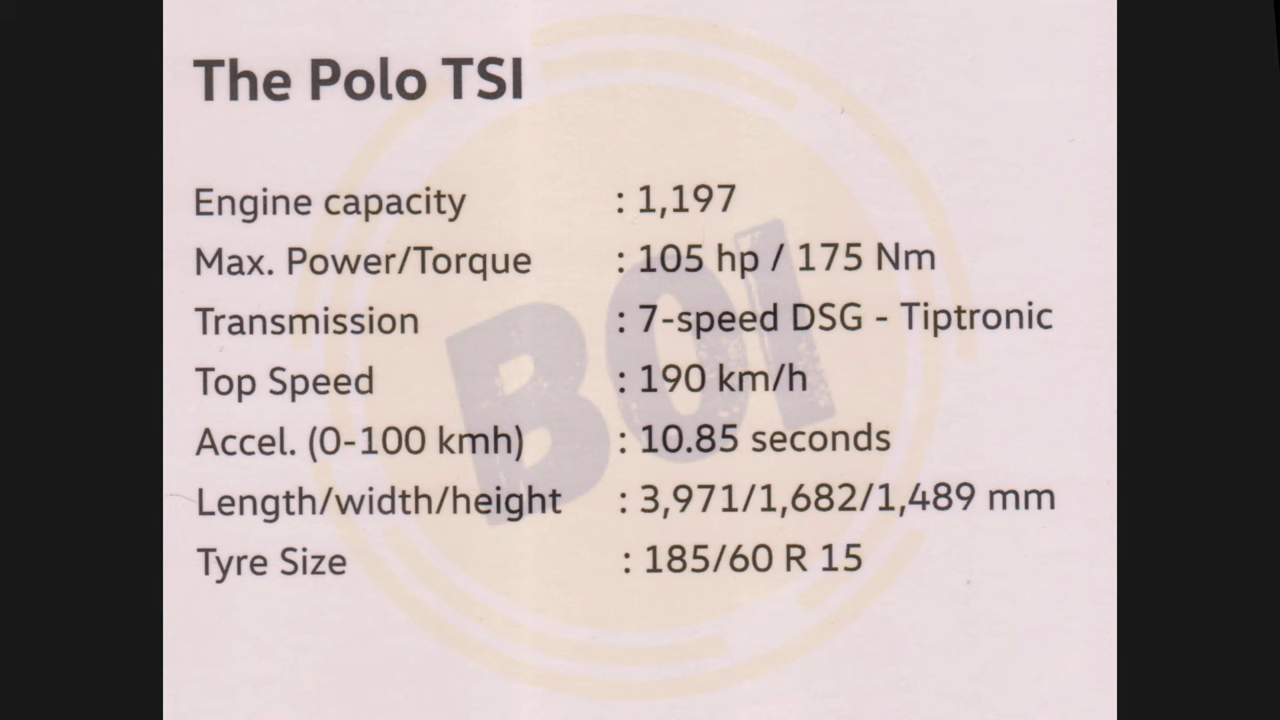 The Polo TSI
Engine capacity : 1,197
Max. Power/Torque : 105 hp / 175 Nm
Transmission : 7-speed DSG - Tiptronic
Top Speed : 190 km/h
Accel. (0-100 kmh) : 10.85 seconds
Length/width/height : 3,971/1,682/1,489 mm
Tyre Size : 185/60 R 15
BOI